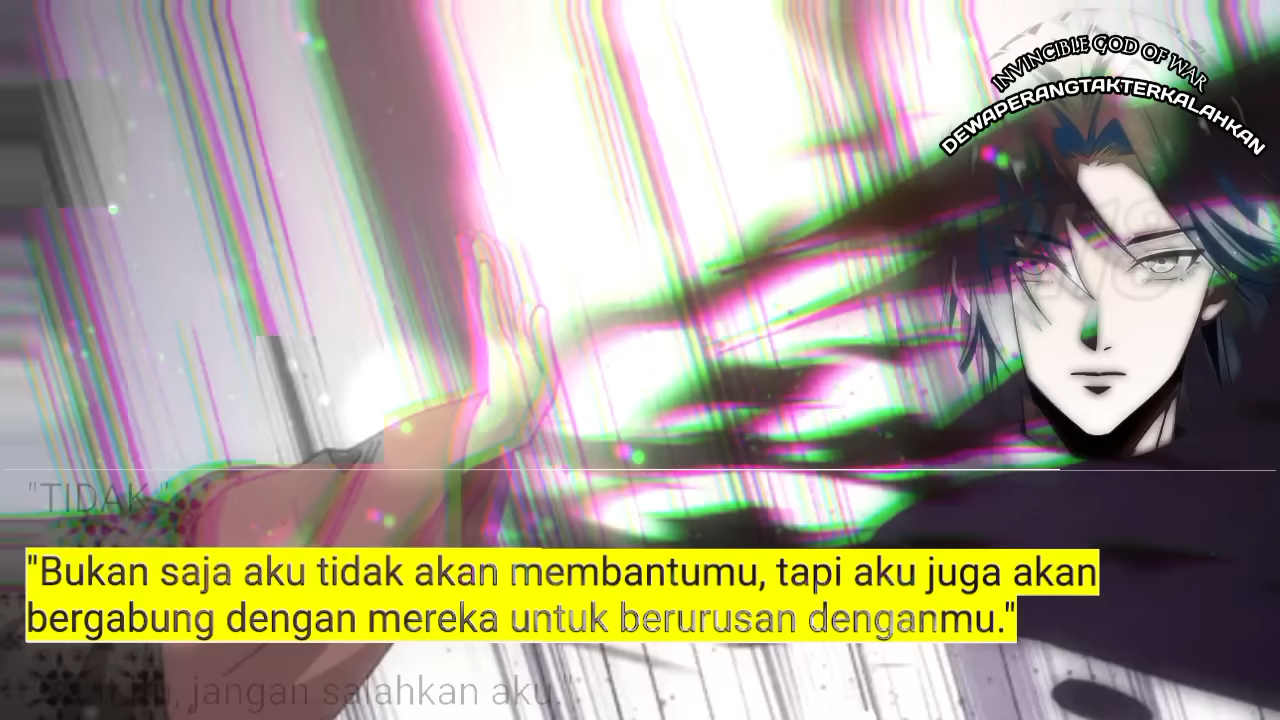 INVINCIBLE GOD OF WAR
DEWAPERANGTAKTERKALAHKAN
"TIDAK."
"Bukan saja aku tidak akan membantumu, tapi aku juga akan
bergabung dengan mereka untuk berurusan denganmu."
jangan salahkan aku."